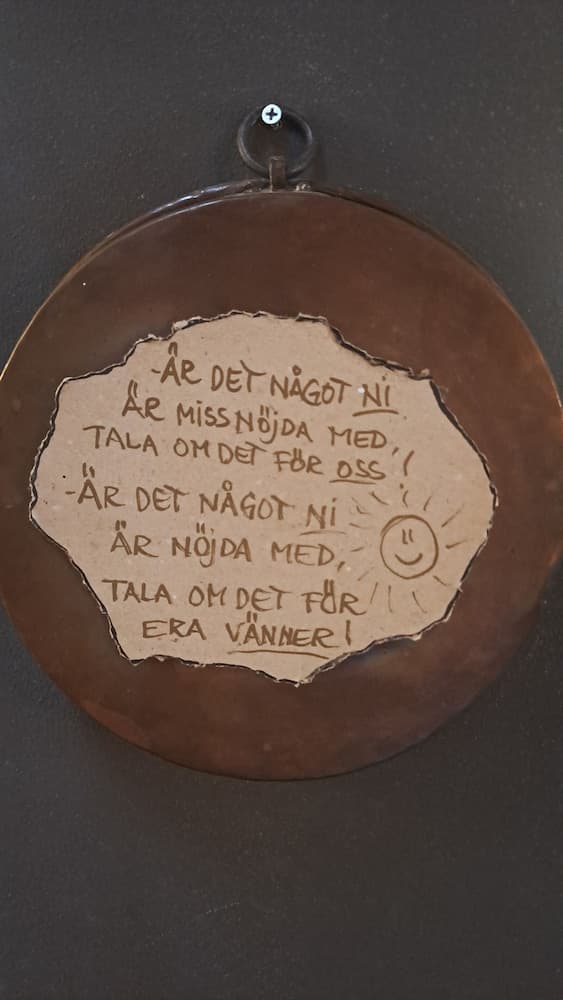 -ÄR DET NÅGOT NI
ÄR MISSNÖJDA MED,
TALA OM DET FÖR OSS!
-ÄR DET NÅGOT NI
ÄR NÖJDA MED,
TALA OM DET FÖR
ERA VÄNNER!